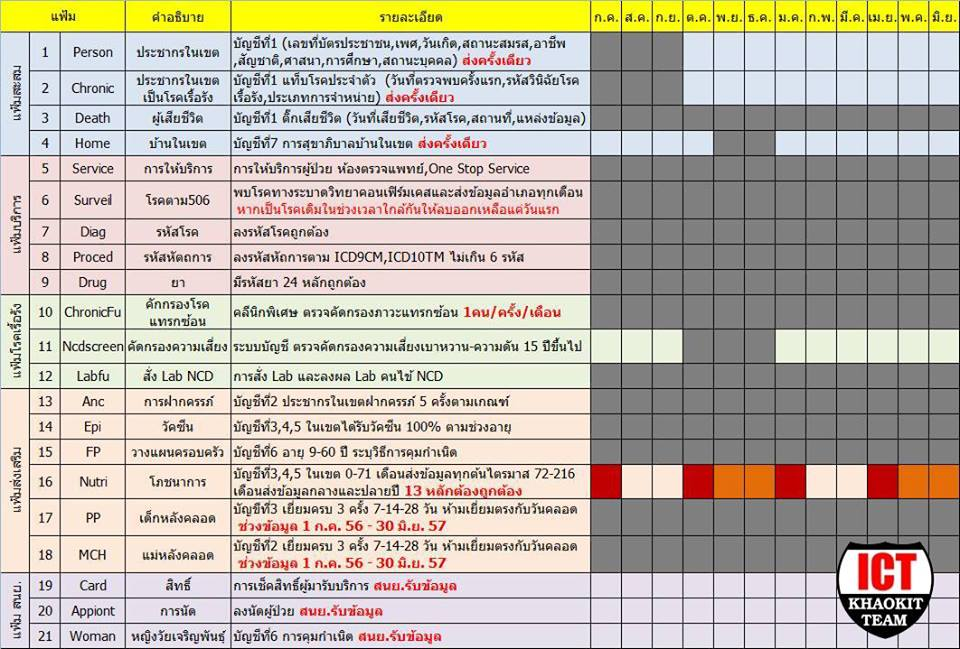 แฟ้ม คำอธิบาย รายละเอียด ก.ค. ส.ค. ก.ย. ต.ค. พ.ย. ธ.ค. ม.ค. ก.พ. มี.ค. เม.ย. พ.ค. มิ.ย.
แฟ้มสะสม
1 Person ประชากรในเขต บัญชีที่1 (เลขที่บัตรประชาชน,เพศ,วันเกิด,สถานะสมรส,อาชีพ
,สัญชาติ,ศาสนา,การศึกษา,สถานะบุคคล) ส่งครั้งเดียว
2 Chronic ประชากรในเขต
เป็นโรคเรื้อรัง
บัญชีที่1 แท็บโรคประจำตัว (วันที่ตรวจพบครั้งแรก,รหัสวินิฉัยโรค
เรื้อรัง,ประเภทการจำหน่าย) ส่งครั้งเดียว
3 Death ผู้เสียชีวิต บัญชีที่1 ติ๊กเสียชีวิต (วันที่เสียชีวิต,รหัสโรค,สถานที่,แหล่งข้อมูล)
4 Home บ้านในเขต บัญชีที่7 การสุขาภิบาลบ้านในเขต ส่งครั้งเดียว
แฟ้มบริการ
5 Service การให้บริการ การให้บริการผู้ป่วย ห้องตรวจแพทย์,One Stop Service
6 Surveil โรคตาม506 พบโรคทางระบาดวิทยาคอนเฟิร์มเคสและส่งข้อมูลอำเภอทุกเดือน
หากเป็นโรคเดิมในช่วงเวลาใกล้กันให้ลบออกเหลือแค่วันแรก
7 Diag รหัสโรค ลงรหัสโรคถูกต้อง
8 Proced รหัสหัตถการ ลงรหัสหัถการตาม ICD9CM,ICD10TM ไม่เกิน 6 รหัส
9 Drug ยา มีรหัสยา 24 หลักถูกต้อง
แฟ้มโรคเรื้อรัง
10 ChronicFu คักกรองโรค
แทรกซ้อน
คลีนิกพิเศษ ตรวจคัดกรองภาวะแทรกซ้อน 1คน/ครั้ง/เดือน
11 Ncdscreen คัดกรองความเสี่ยง ระบบบัญชี ตรวจคัดกรองความเสี่ยงเบาหวาน-ความดัน 15 ปีขึ้นไป
12 Labfu สั่ง Lab NCD การสั่ง Lab และลงผล Lab คนไข้ NCD
แฟ้มส่งเสริม
13 Anc การฝากครรภ์ บัญชีที่2 ประชากรในเขตฝากครรภ์ 5 ครั้งตามเกณฑ์
14 Epi วัคซีน บัญชีที่3,4,5 ในเขตได้รับวัคซีน 100% ตามช่วงอายุ
15 FP วางแผนครอบครัว บัญชีที่6 อายุ 9-60 ปี ระบุวิธีการคุมกำเนิด
16 Nutri โภชนาการ บัญชีที่3,4,5 ในเขต 0-71 เดือนส่งข้อมูลทุกต้นไตรมาส 72-216
เดือนส่งข้อมูลกลางและปลายปี 13 หลักต้องถูกต้อง
17 PP เด็กหลังคลอด บัญชีที่3 เยี่ยมครบ 3 ครั้ง 7-14-28 วัน ห้ามเยี่ยมตรงกับวันคลอด
ช่วงข้อมูล 1 ก.ค. 56 - 30 มิ.ย. 57
18 MCH แม่หลังคลอด บัญชีที่2 เยี่ยมครบ 3 ครั้ง 7-14-28 วัน ห้ามเยี่ยมตรงกับวันคลอด
ช่วงข้อมูล 1 ก.ค. 56 - 30 มิ.ย. 57
แฟ้ม สนย.
19 Card สิทธิ์ การเช็คสิทธิ์ผู้มารับบริการ สนย.รับข้อมูล
20 Appiont การนัด ลงนัดผู้ป่วย สนย.รับข้อมูล
21 Woman หญิงวัยเจริญพันธุ์ บัญชีที่6 การคุมกำเนิด สนย.รับข้อมูล
ICT
KHAOKIT
TEAM